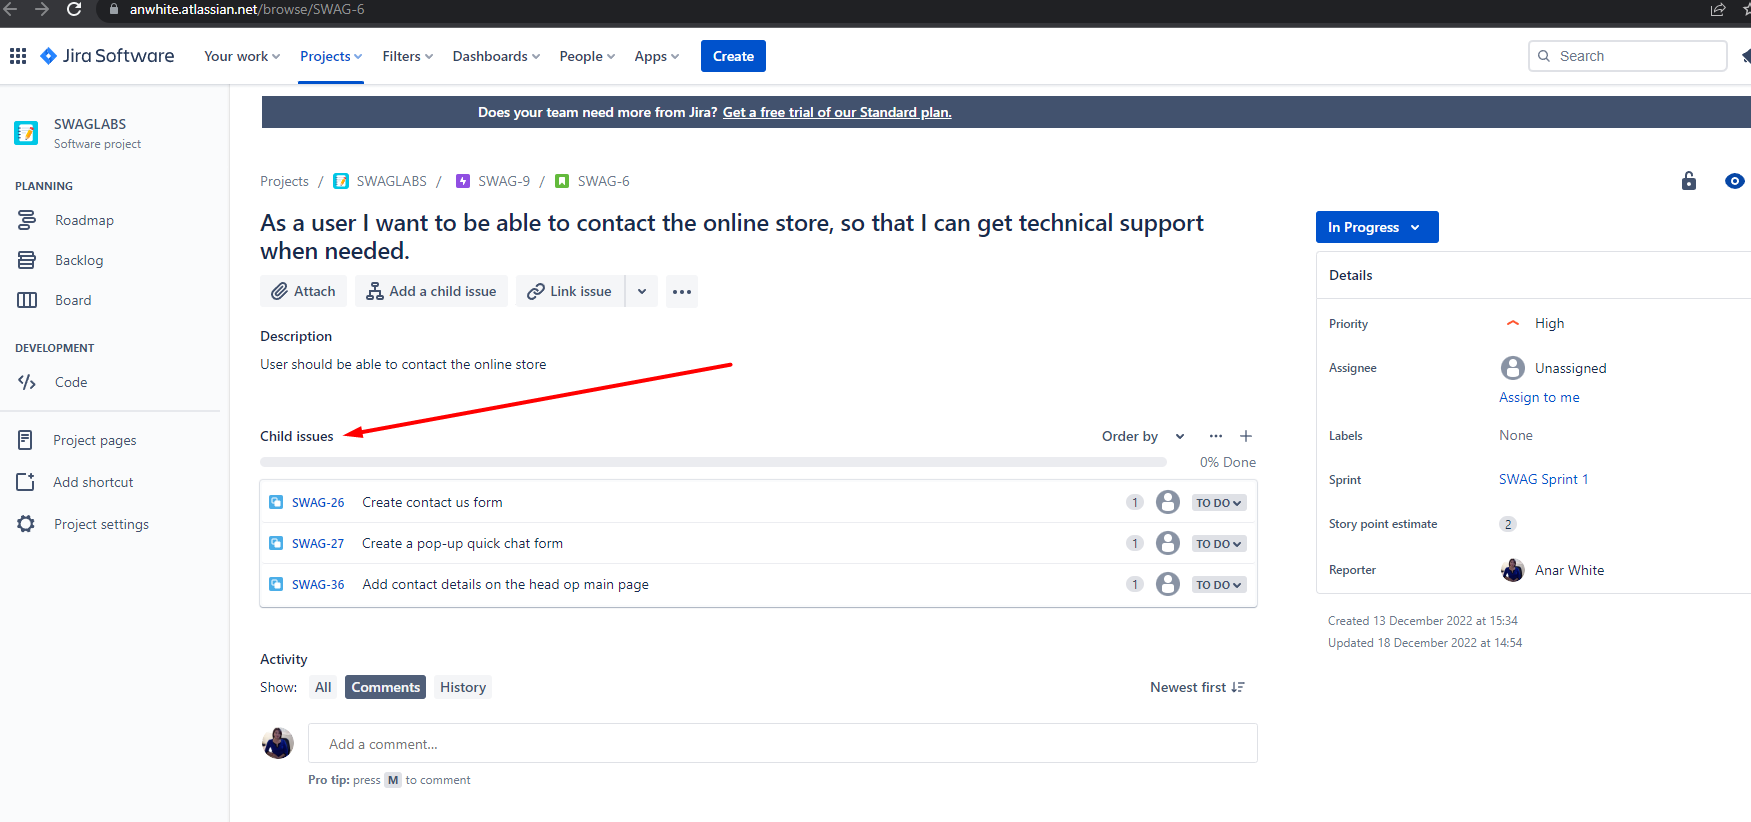 anwhite.atlassian.net/browse/SWAG-6
Jira Software
Your work
Projects
Filters
Dashboards
People
Apps
Create
Search
SWAGLABS
Software project
PLANNING
Roadmap
Backlog
Board
DEVELOPMENT
Code
Project pages
Add shortcut
Project settings
Does your team need more from Jira? Get a free trial of our Standard plan.
Projects / SWAGLABS / SWAG-9 / SWAG-6
As a user I want to be able to contact the online store, so that I can get technical support
when needed.
Attach
Add a child issue
Link issue
Description
User should be able to contact the online store
Child issues
Order by
0% Done
SWAG-26 Create contact us form 1 TO DO
SWAG-27 Create a pop-up quick chat form 1 TO DO
SWAG-36 Add contact details on the head op main page 1 TO DO
Activity
Show: All Comments History
Newest first
Add a comment...
Pro tip: press M to comment
In Progress
Details
Priority High
Assignee Unassigned
Assign to me
Labels None
Sprint SWAG Sprint 1
Story point estimate 2
Reporter Anar White
Created 13 December 2022 at 15:34
Updated 18 December 2022 at 14:54